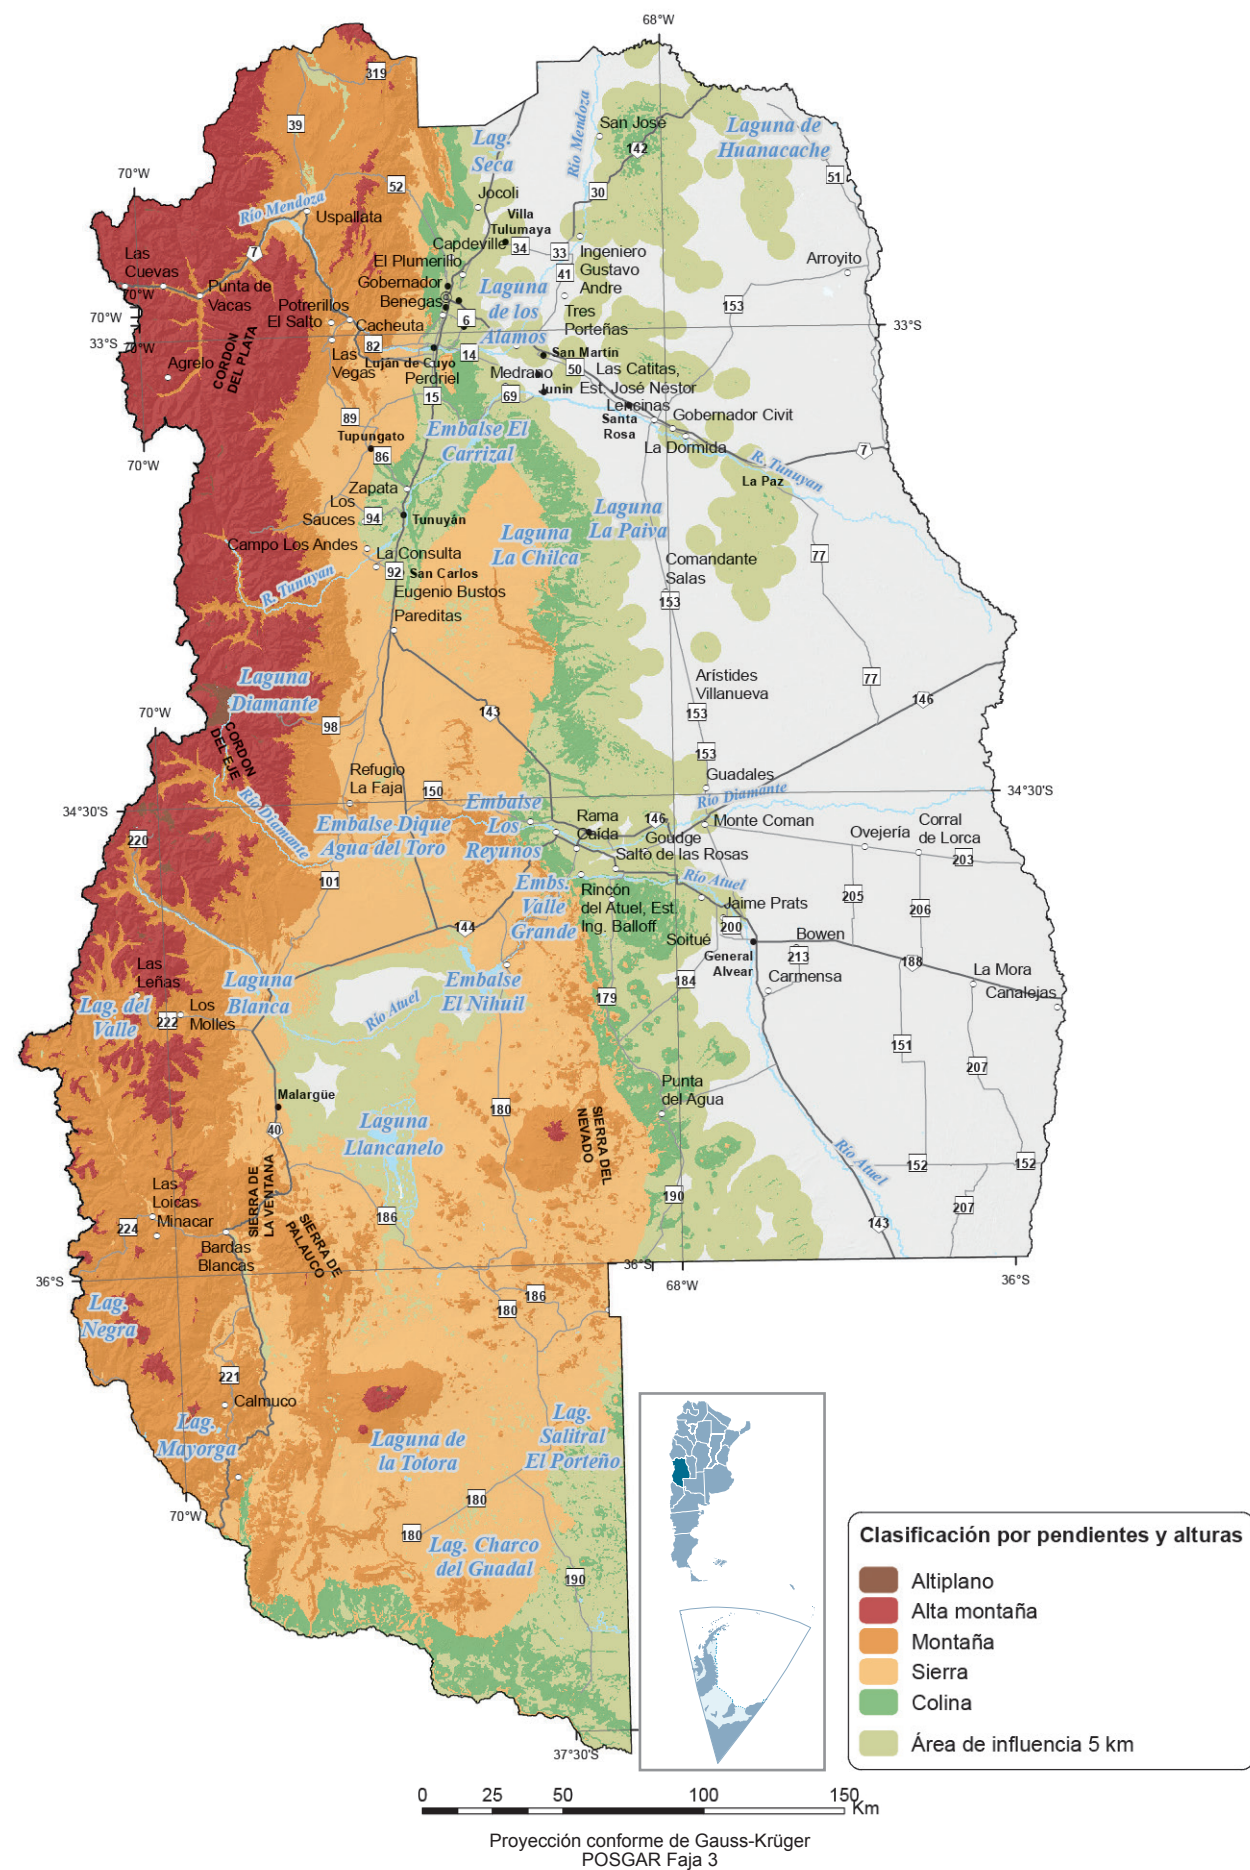 68°W
319
39
San José
142
Río Mendoza
Laguna de
Huanacache
Lag.
Seca
51
70°W
52
30
Jocoli
Río Mendoza
Uspallata
Villa
Tulumaya
Capdeville
34
33
Ingeniero
Gustavo
Andre
41
Arroyito
Las
Cuevas
7
El Plumerillo
Gobernador
Benegas
Punta de
Vacas
70°W
Laguna
de los
Alamos
153
Potrerillos
El Salto
Cacheuta
6
Tres
Porteñas
70°W
33°S
33°S
70°W
CORDON
DEL PLATA
82
14
San Martín
Agrelo
Las
Vegas
Luján de Cuyo
Perdriel
Medrano
50
Las Catitas,
Junin
Est. José Néstor
Lencinas
15
69
89
Santa
Rosa
Gobernador Civit
Tupungato
Embalse El
Carrizal
La Dormida
86
70°W
7
R. Tunuyan
La Paz
Zapata
Los
Sauces
94
Tunuyán
Laguna
La Paiva
Laguna
La Chilca
Campo Los Andes
La Consulta
77
Comandante
Salas
92
San Carlos
R. Tunuyan
Eugenio Bustos
153
Pareditas
Laguna
Diamante
Arístides
Villanueva
77
146
70°W
143
153
98
CORDON
DEL EJE
153
Refugio
La Faja
Guadales
150
Río Diamante
34°30'S
34°30'S
Río Diamante
Embalse
Los
Reyunos
Embalse Dique
Agua del Toro
Rama
Caída
146
Monte Coman
Goudge
Ovejería
Corral
de Lorca
220
Salto de las Rosas
203
101
Río Atuel
Embs.
Valle
Grande
Rincón
del Atuel, Est.
Ing. Balloff
Jaime Prats
205
206
144
200
Soitué
Bowen
General
Alvear
213
188
Las
Leñas
Laguna
Blanca
Embalse
El Nihuil
184
Carmensa
La Mora
Canalejas
Lag. del
Valle
Los
Molles
222
Río Atuel
179
151
207
Malargüe
Punta
del Agua
180
40
Laguna
Llancanelo
SIERRA DEL
NEVADO
Río Atuel
152
152
SIERRA DE
LA VENTANA
Las
Loicas
Minacar
190
207
224
186
SIERRA DE
PALAUCO
143
Bardas
Blancas
36°S
36°S
68°W
36°S
Lag.
Negra
186
180
221
Calmuco
Lag.
Mayorga
Lag.
Salitral
El Porteño
Laguna de
la Totora
180
70°W
180
Lag. Charco
del Guadal
190
37°30'S
Clasificación por pendientes y alturas
Altiplano
Alta montaña
Montaña
Sierra
Colina
Área de influencia 5 km
0 25 50 100 150
Km
Proyección conforme de Gauss-Krüger
POSGAR Faja 3